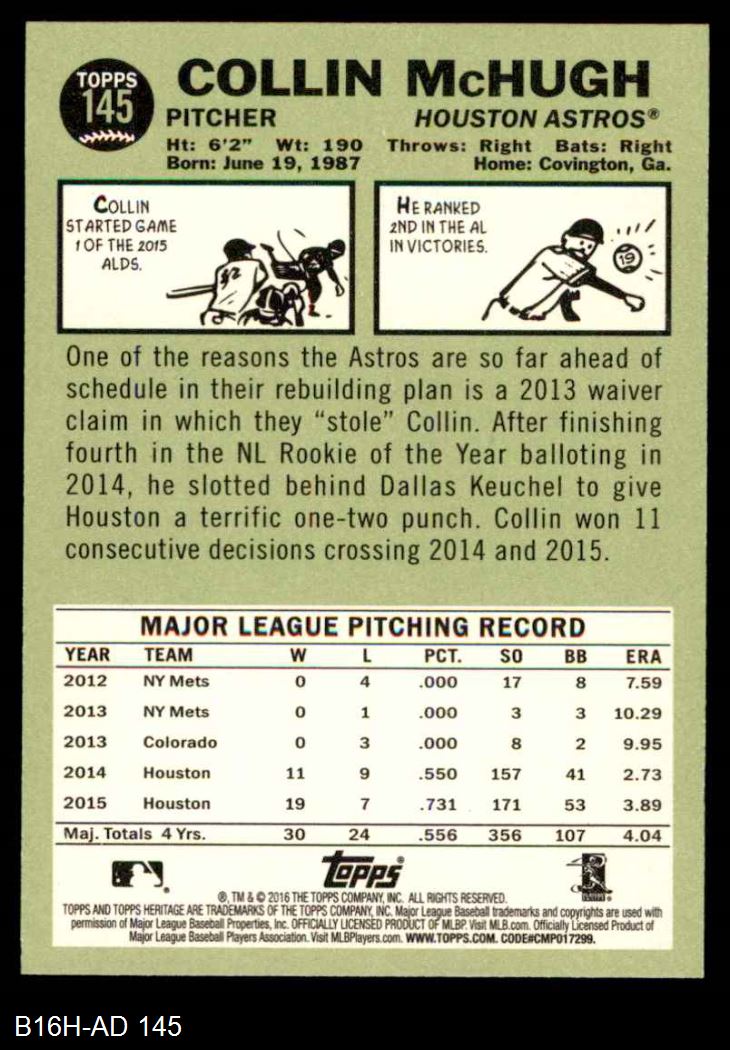 TOPPS
145
COLLIN McHUGH
PITCHER
HOUSTON ASTROS®
Ht: 6'2" Wt: 190 Throws: Right Bats: Right
Born: June 19, 1987 Home: Covington, Ga.
COLLIN
STARTED GAME
1 OF THE 2015
ALDS.
HE RANKED
2ND IN THE AL
IN VICTORIES.
19
One of the reasons the Astros are so far ahead of
schedule in their rebuilding plan is a 2013 waiver
claim in which they “stole” Collin. After finishing
fourth in the NL Rookie of the Year balloting in
2014, he slotted behind Dallas Keuchel to give
Houston a terrific one-two punch. Collin won 11
consecutive decisions crossing 2014 and 2015.
MAJOR LEAGUE PITCHING RECORD
YEAR TEAM W L PCT. SO BB ERA
2012 NY Mets 0 4 .000 17 8 7.59
2013 NY Mets 0 1 .000 3 3 10.29
2013 Colorado 0 3 .000 8 2 9.95
2014 Houston 11 9 .550 157 41 2.73
2015 Houston 19 7 .731 171 53 3.89
Maj. Totals 4 Yrs. 30 24 .556 356 107 4.04
topps®
®, TM & © 2016 THE TOPPS COMPANY, INC. ALL RIGHTS RESERVED.
TOPPS AND TOPPS HERITAGE ARE TRADEMARKS OF THE TOPPS COMPANY, INC. Major League Baseball trademarks and copyrights are used with
permission of Major League Baseball Properties, Inc. OFFICIALLY LICENSED PRODUCT OF MLBP. Visit MLB.com. Officially Licensed Product of
Major League Baseball Players Association. Visit MLBPlayers.com. WWW.TOPPS.COM. CODE#CMP017299.
B16H-AD 145